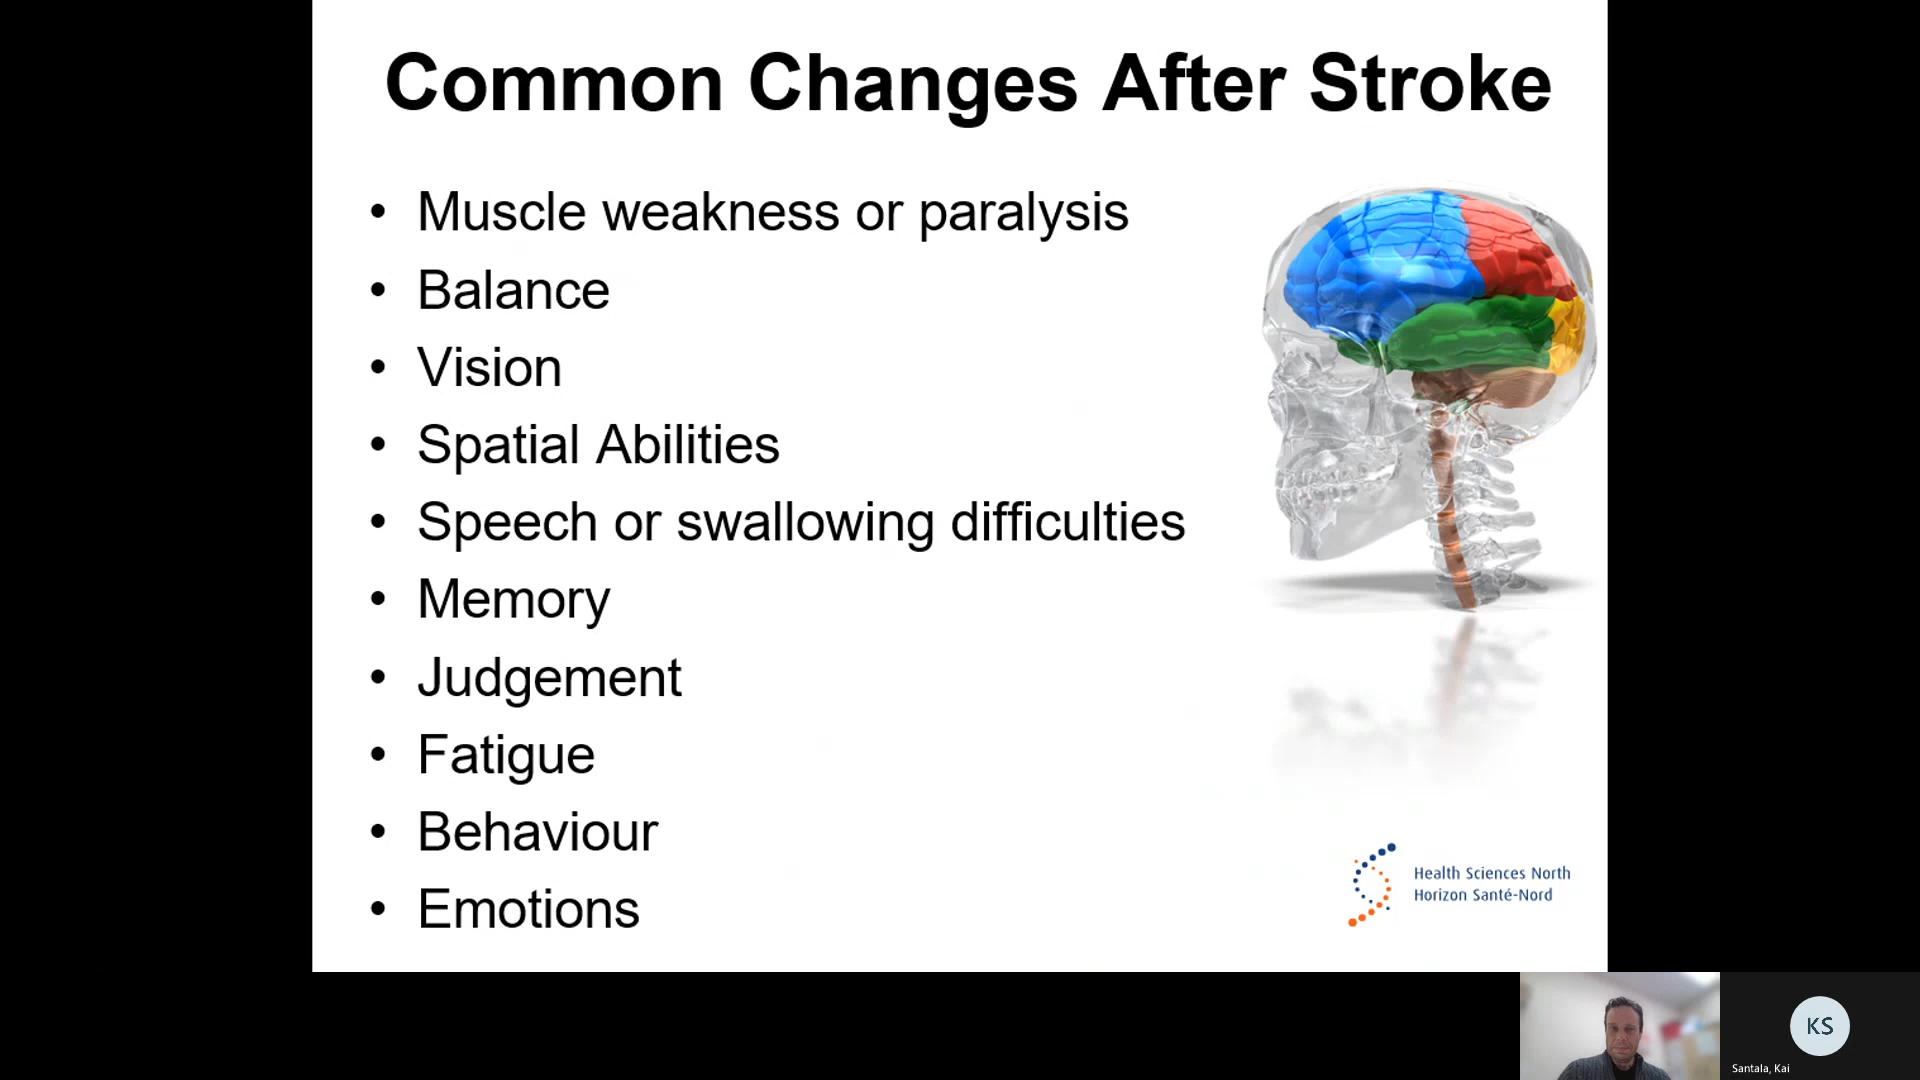 Common Changes After Stroke
• Muscle weakness or paralysis
• Balance
• Vision
• Spatial Abilities
• Speech or swallowing difficulties
• Memory
• Judgement
• Fatigue
• Behaviour
• Emotions
Health Sciences North
Horizon Santé-Nord
KS
Santala, Kai